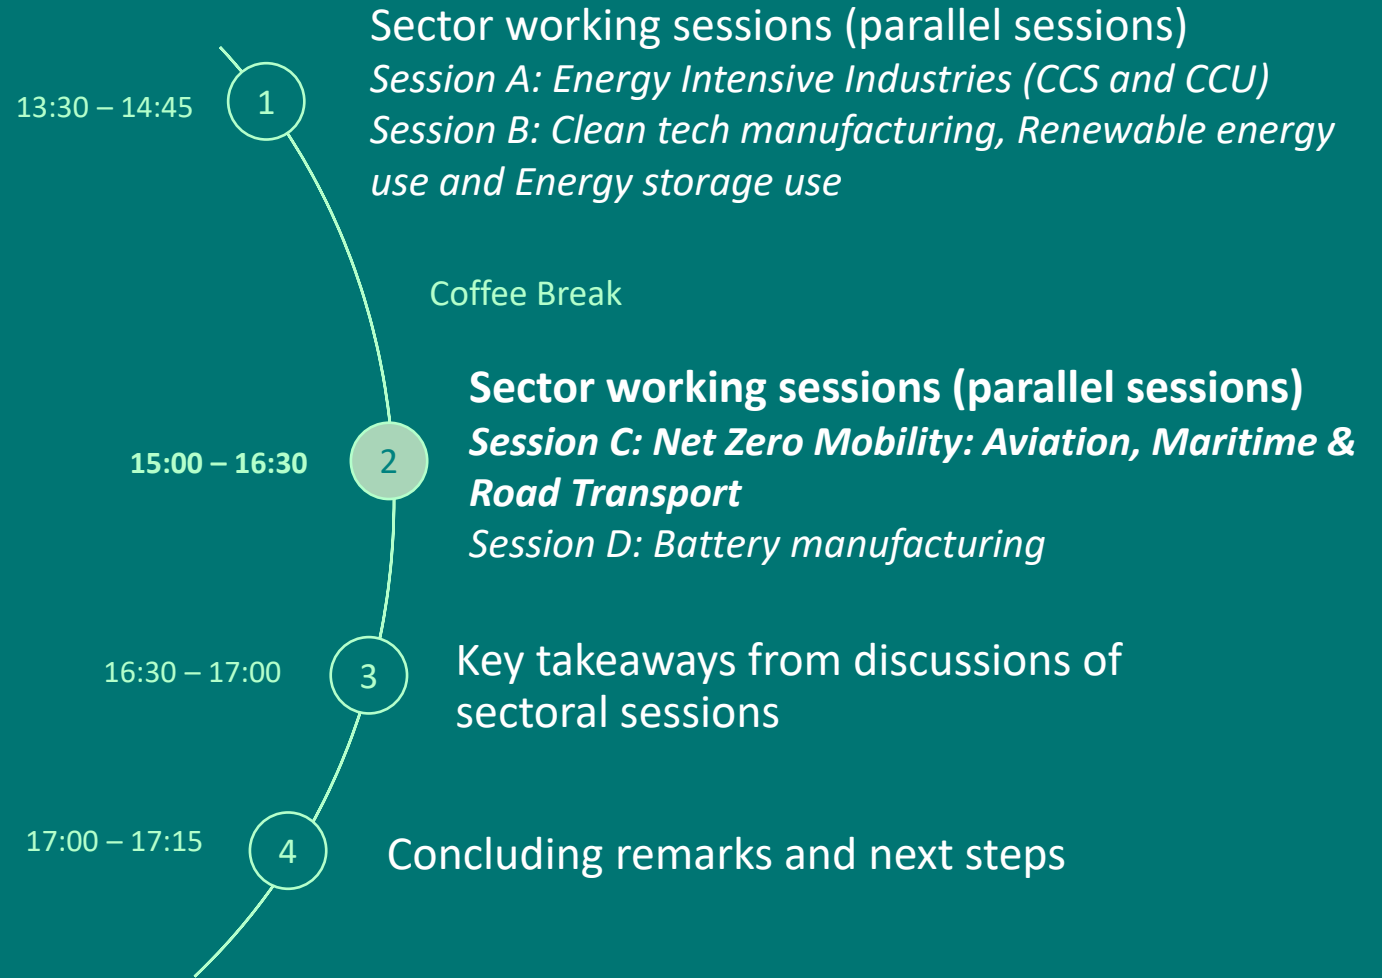 13:30 – 14:45
1
Sector working sessions (parallel sessions)
Session A: Energy Intensive Industries (CCS and CCU)
Session B: Clean tech manufacturing, Renewable energy
use and Energy storage use
Coffee Break
15:00 – 16:30
2
Sector working sessions (parallel sessions)
Session C: Net Zero Mobility: Aviation, Maritime &
Road Transport
Session D: Battery manufacturing
16:30 – 17:00
3
Key takeaways from discussions of
sectoral sessions
17:00 – 17:15
4
Concluding remarks and next steps